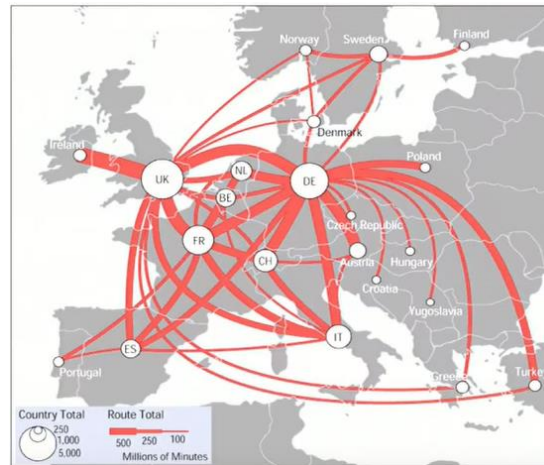 Norway
Sweden
Finland
Denmark
Ireland
UK
NL
DE
Poland
BE
Czech Republic
FR
CH
Austria
Hungary
Croatia
Yugoslavia
IT
ES
Portugal
Greece
Turkey
Country Total
250
1,000
5,000
Route Total
500 250 100
Millions of Minutes